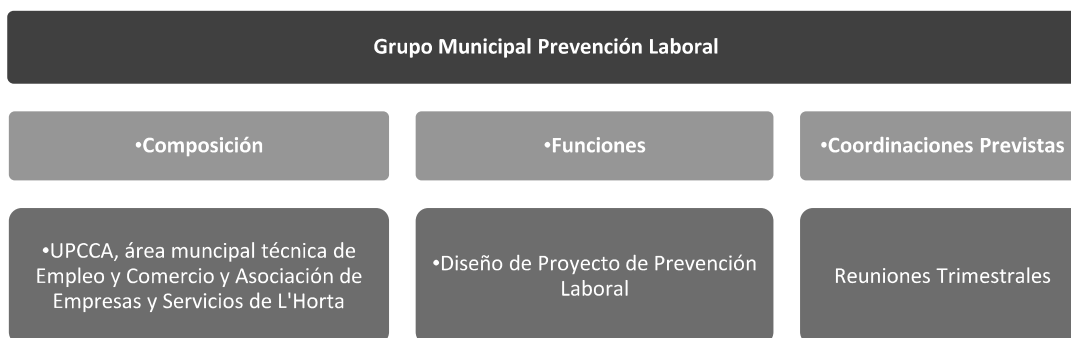 Grupo Municipal Prevención Laboral
•Composición
•Funciones
•Coordinaciones Previstas
•UPCCA, área muncipal técnica de
Empleo y Comercio y Asociación de
Empresas y Servicios de L'Horta
•Diseño de Proyecto de Prevención
Laboral
Reuniones Trimestrales